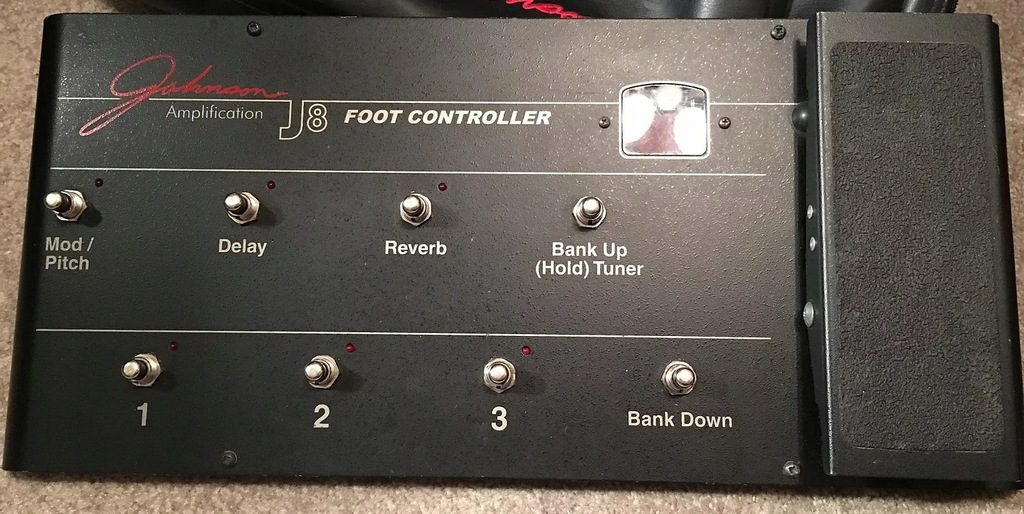 Johnson
Amplification
J8 FOOT CONTROLLER
Mod /
Pitch
Delay
Reverb
Bank Up
(Hold) Tuner
1
2
3
Bank Down